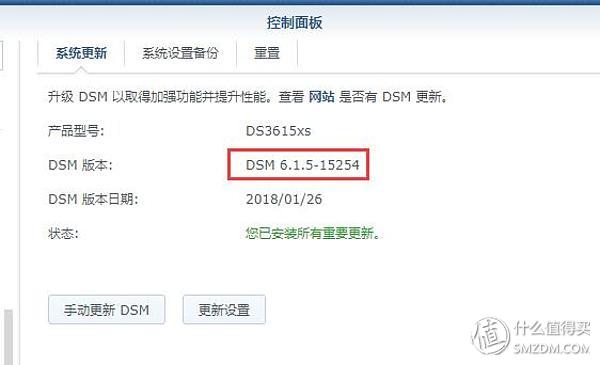 控制面板
系统更新 系统设置备份 重置
升级 DSM 以取得加强功能并提升性能。查看 网站 是否有 DSM 更新。
产品型号: DS3615xs
DSM 版本: DSM 6.1.5-15254
DSM 版本日期: 2018/01/26
状态: 您已安装所有重要更新。
手动更新 DSM 更新设置
值 什么值得买
SMZDM.COM